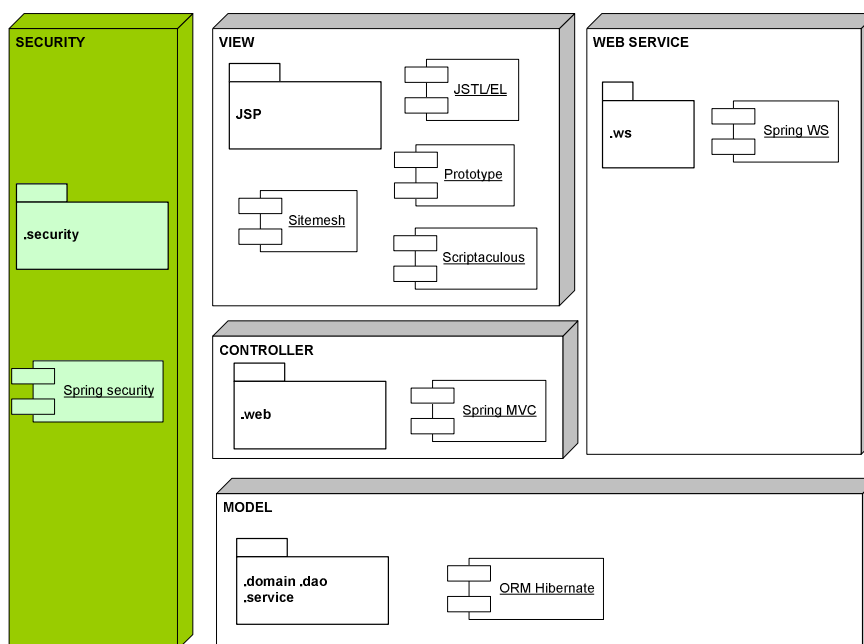 SECURITY
.security
Spring security
VIEW
JSP
JSTL/EL
Prototype
Sitemesh
Scriptaculous
CONTROLLER
.web
Spring MVC
WEB SERVICE
.ws
Spring WS
MODEL
.domain .dao
.service
ORM Hibernate